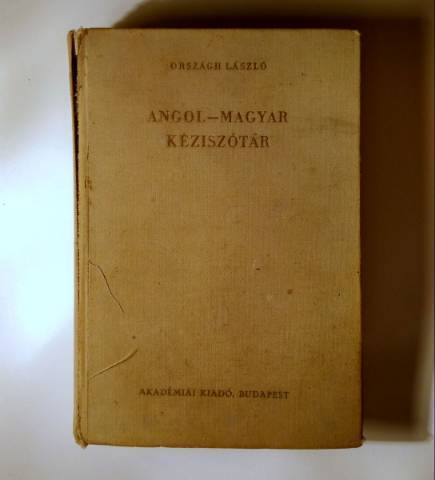 ORSZÁGH LÁSZLÓ
ANGOL–MAGYAR
KÉZISZÓTÁR
AKADÉMIAI KIADÓ, BUDAPEST